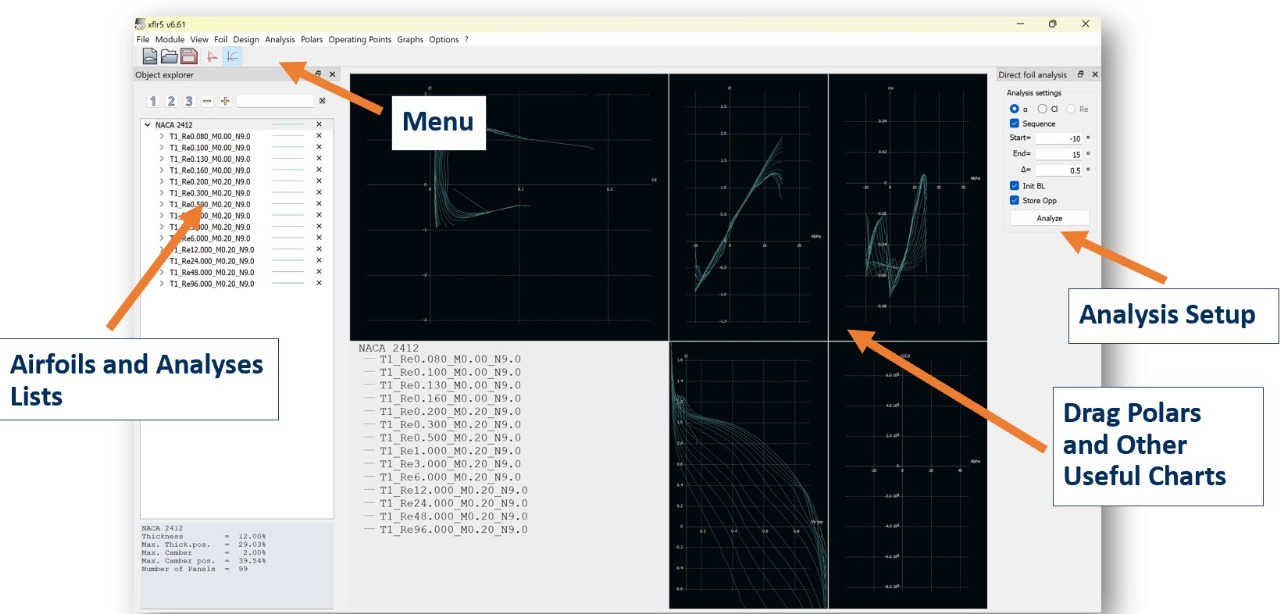 xflr5 v6.61
File Module View Foil Design Analysis Polars Operating Points Graphs Options ?
Object explorer
1 2 3
NACA 2412
T1_Re0.080_M0.00_N9.0
T1_Re0.100_M0.00_N9.0
T1_Re0.130_M0.00_N9.0
T1_Re0.160_M0.00_N9.0
T1_Re0.200_M0.20_N9.0
T1_Re0.300_M0.20_N9.0
T1_Re0.500_M0.20_N9.0
00_M0.20_N9.0
T1_ 000_M0.20_N9.0
Re6.000_M0.20_N9.0
T1_Re12.000_M0.20_N9.0
T1_Re24.000_M0.20_N9.0
T1_Re48.000_M0.20_N9.0
T1_Re96.000_M0.20_N9.0
NACA 2412
Thickness = 12.00%
Max. Thick.pos. = 29.03%
Max. Camber = 2.00%
Max. Camber pos. = 39.54%
Number of Panels = 99
Menu
Airfoils and Analyses
Lists
NACA 2412
T1_Re0.080_M0.00_N9.0
T1_Re0.100_M0.00_N9.0
T1_Re0.130_M0.00_N9.0
T1_Re0.160_M0.00_N9.0
T1_Re0.200_M0.20_N9.0
T1_Re0.300_M0.20_N9.0
T1_Re0.500_M0.20_N9.0
T1_Re1.000_M0.20_N9.0
T1_Re3.000_M0.20_N9.0
T1_Re6.000_M0.20_N9.0
T1_Re12.000_M0.20_N9.0
T1_Re24.000_M0.20_N9.0
T1_Re48.000_M0.20_N9.0
T1_Re96.000_M0.20_N9.0
Direct foil analysis
Analysis settings
α Cl Re
Sequence
Start= -10 °
End= 15 °
Δ= 0.5 °
Init BL
Store Opp
Analyze
Analysis Setup
Drag Polars
and Other
Useful Charts